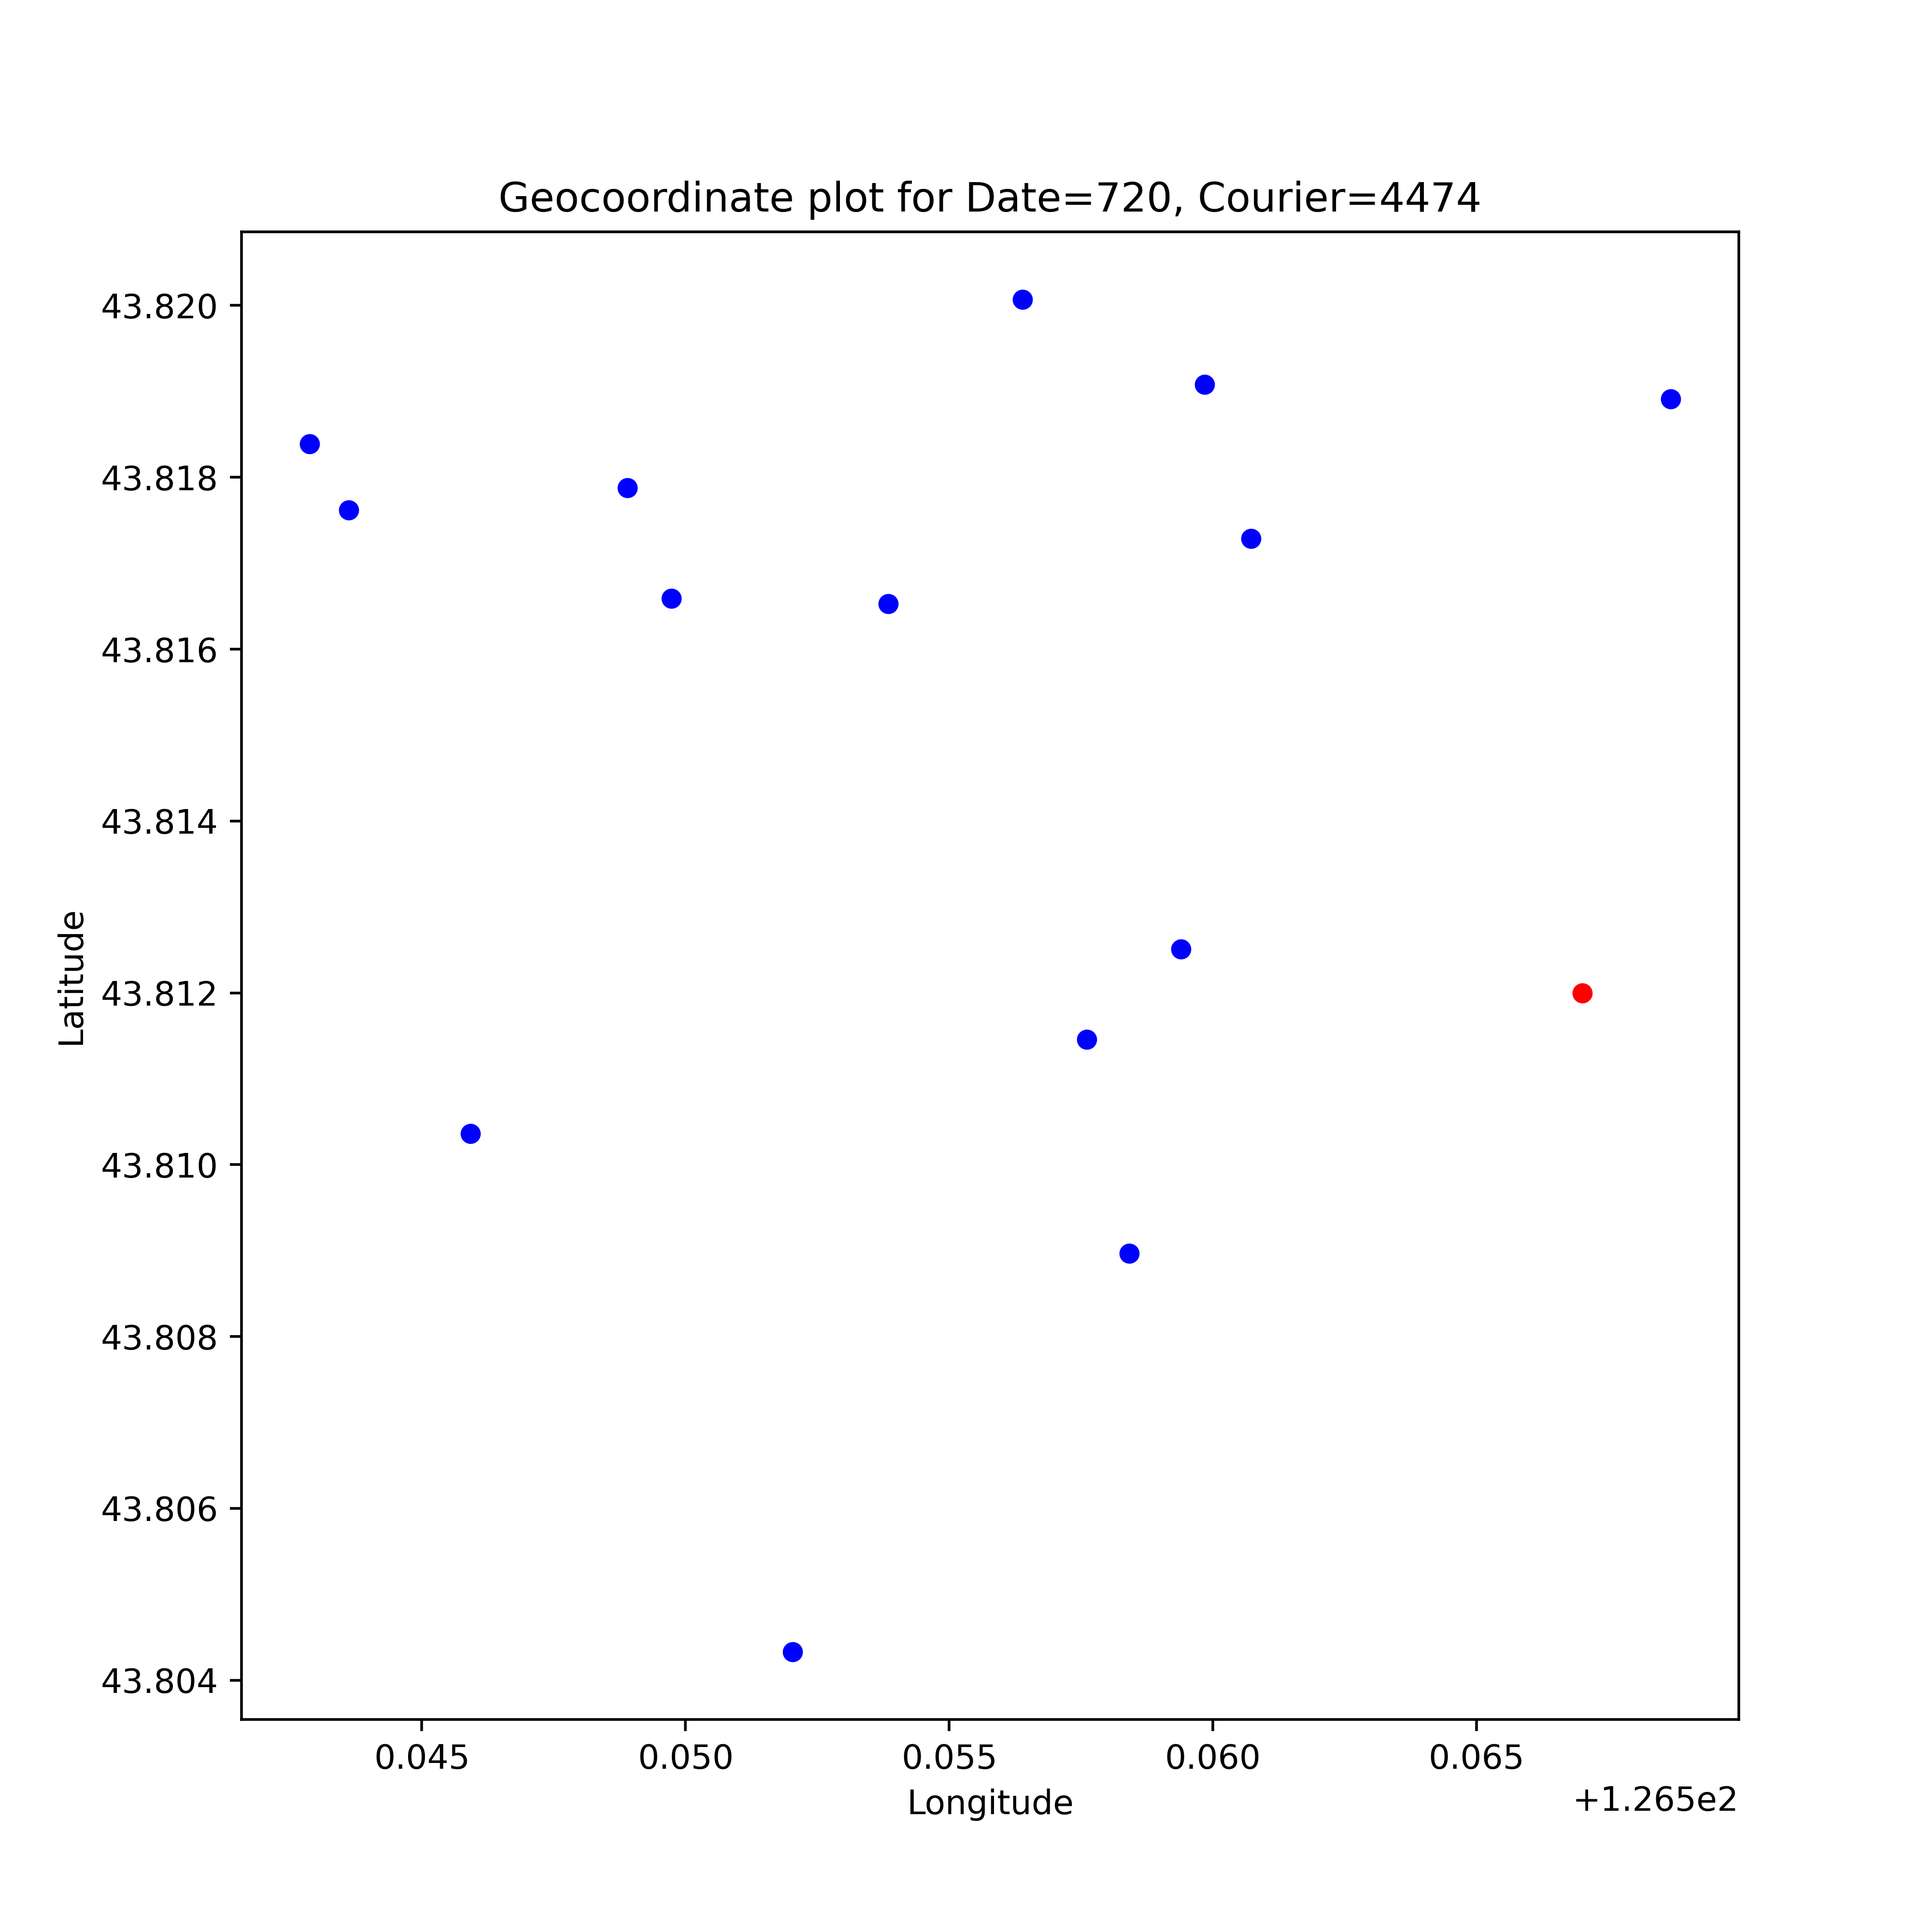 Geocoordinate plot for Date=720, Courier=4474
43.820
43.818
43.816
43.814
43.812
43.810
43.808
43.806
43.804
Latitude
0.045 0.050 0.055 0.060 0.065
+1.265e2
Longitude